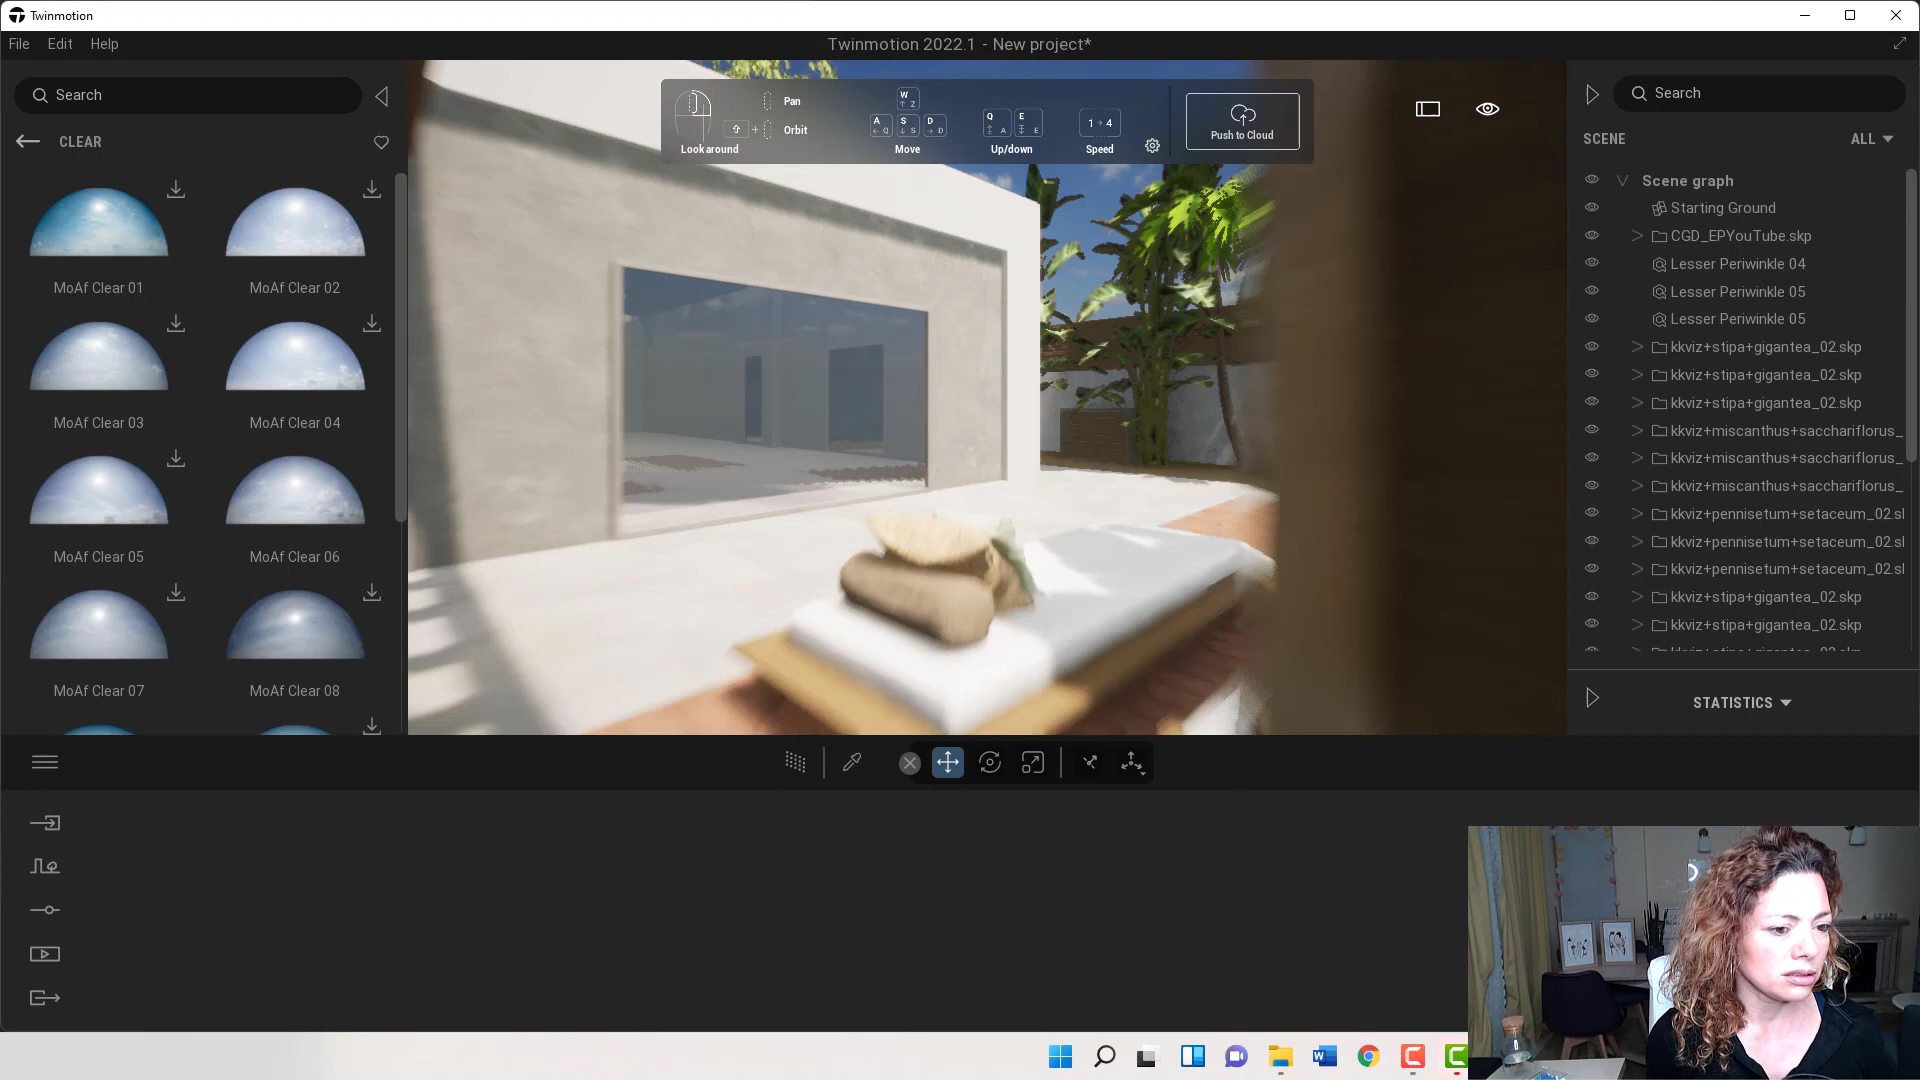 Twinmotion
File Edit Help
Twinmotion 2022.1 - New project*
Search
CLEAR
MoAf Clear 01
MoAf Clear 02
MoAf Clear 03
MoAf Clear 04
MoAf Clear 05
MoAf Clear 06
MoAf Clear 07
MoAf Clear 08
Look around
Pan
Orbit
W
Z
A
Q
S
S
D
D
Move
Q
A
E
E
Up/down
1 4
Speed
Push to Cloud
Search
SCENE
ALL
Scene graph
Starting Ground
CGD_EPYouTube.skp
Lesser Periwinkle 04
Lesser Periwinkle 05
Lesser Periwinkle 05
kkviz+stipa+gigantea_02.skp
kkviz+stipa+gigantea_02.skp
kkviz+stipa+gigantea_02.skp
kkviz+miscanthus+sacchariflorus_
kkviz+miscanthus+sacchariflorus_
kkviz+miscanthus+sacchariflorus_
kkviz+pennisetum+setaceum_02.sl
kkviz+pennisetum+setaceum_02.sl
kkviz+pennisetum+setaceum_02.sl
kkviz+stipa+gigantea_02.skp
kkviz+stipa+gigantea_02.skp
STATISTICS